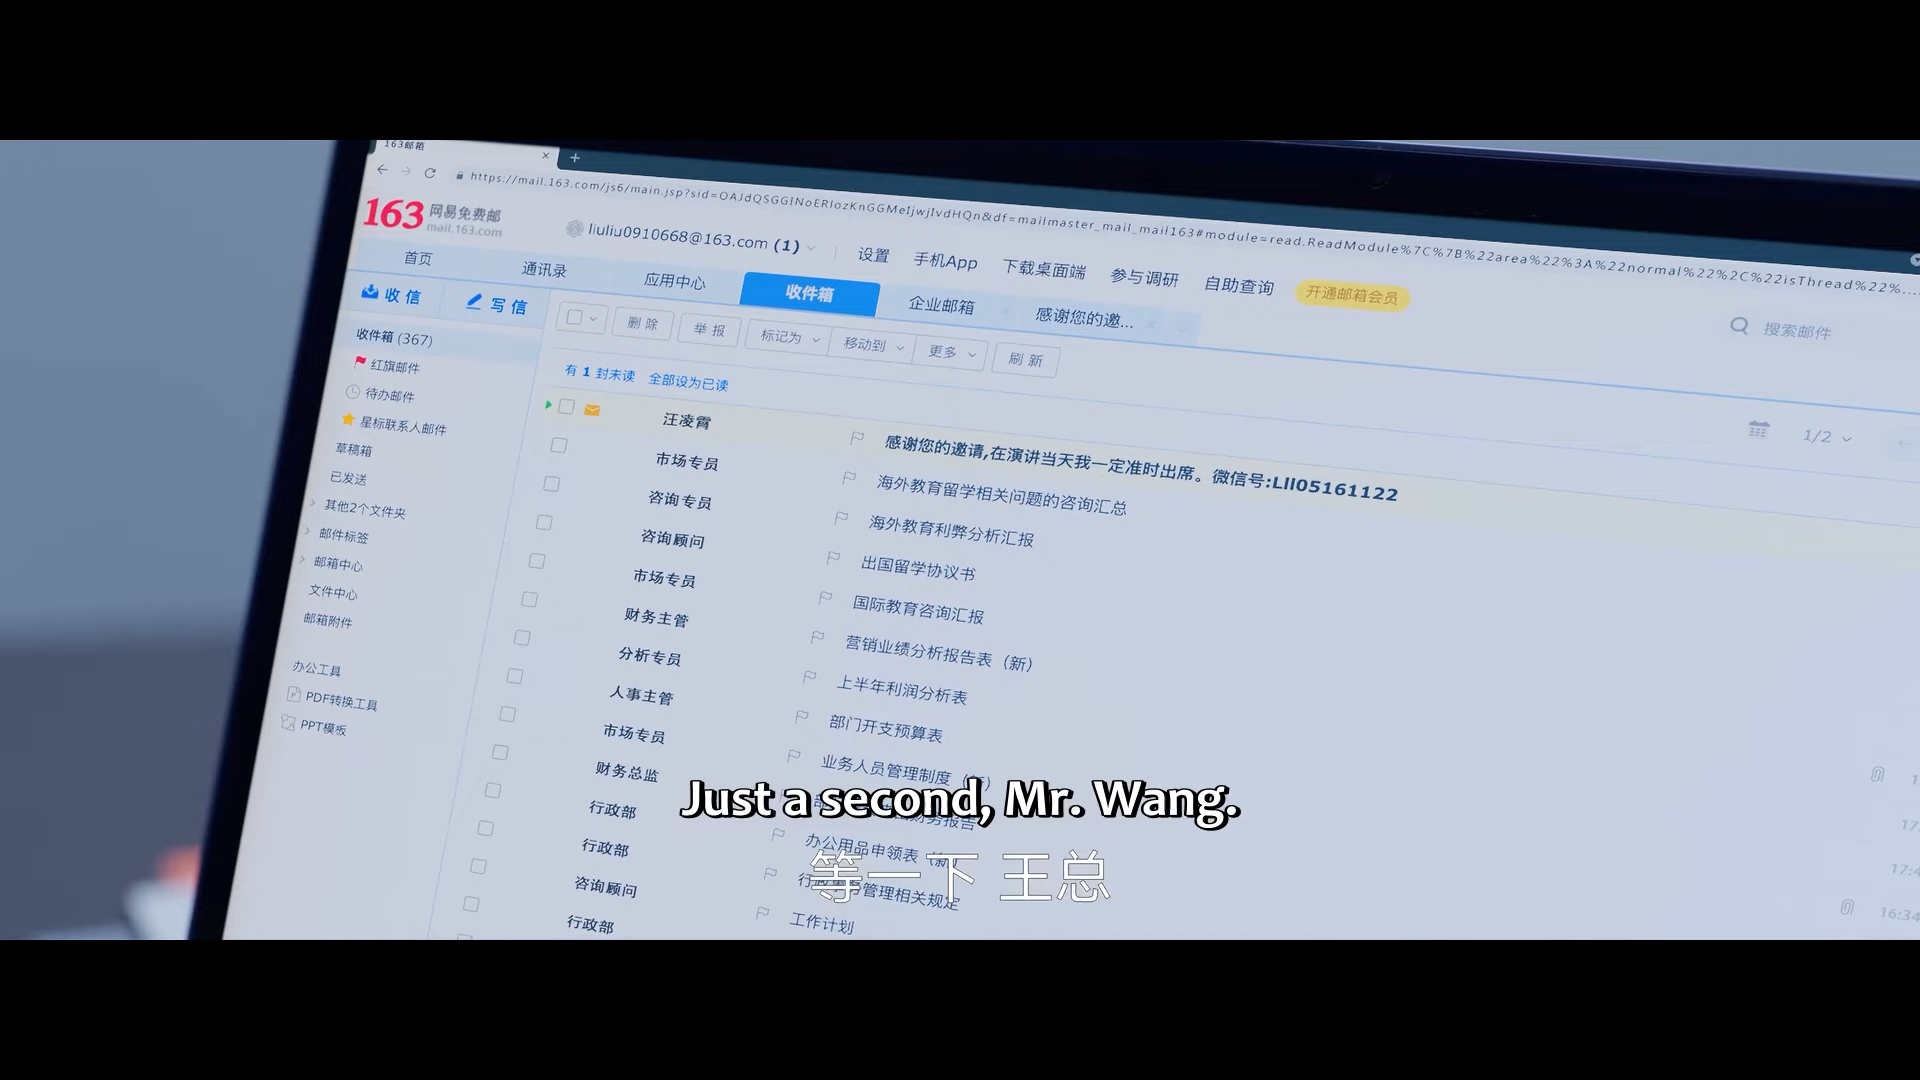 163邮箱
https://mail.163.com/js6/main.jsp?sid=OAJdQSGGINoERlozKnGGMeIjwjIvdHQn&df=mailmaster_mail_mail163#module=read.ReadModule%7C%7B%22area%22%3A%22normal%22%2C%22isThread%22%...
163 网易免费邮
mail.163.com
liuliu0910668@163.com (1)
设置 手机App 下载桌面端 参与调研 自助查询 开通邮箱会员
首页 通讯录 应用中心 收件箱 企业邮箱 感谢您的邀...
搜索邮件
收信 写信
删除 举报 标记为 移动到 更多 刷新
1/2
收件箱 (367)
红旗邮件
待办邮件
星标联系人邮件
草稿箱
已发送
其他2个文件夹
邮件标签
邮箱中心
文件中心
邮箱附件
办公工具
PDF转换工具
PPT模板
有 1 封未读 全部设为已读
汪凌霄 感谢您的邀请,在演讲当天我一定准时出席。微信号:Lll05161122
市场专员 海外教育留学相关问题的咨询汇总
咨询专员 海外教育利弊分析汇报
咨询顾问 出国留学协议书
市场专员 国际教育咨询汇报
财务主管 营销业绩分析报告表（新）
分析专员 上半年利润分析表
人事主管 部门开支预算表
市场专员 业务人员管理制度
财务总监
行政部 办公用品申领表
行政部 管理相关规定
咨询顾问 工作计划
行政部
16:34
Just a second, Mr. Wang.
等一下 王总